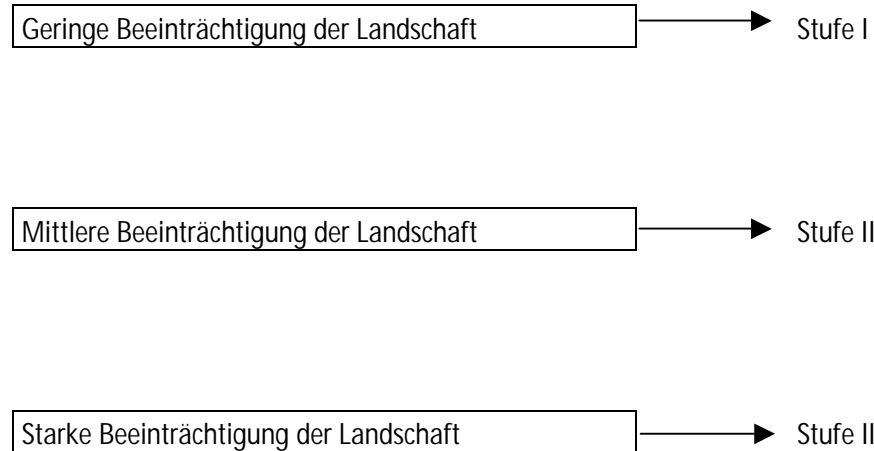 Geringe Beeinträchtigung der Landschaft Stufe I
Mittlere Beeinträchtigung der Landschaft Stufe II
Starke Beeinträchtigung der Landschaft Stufe II